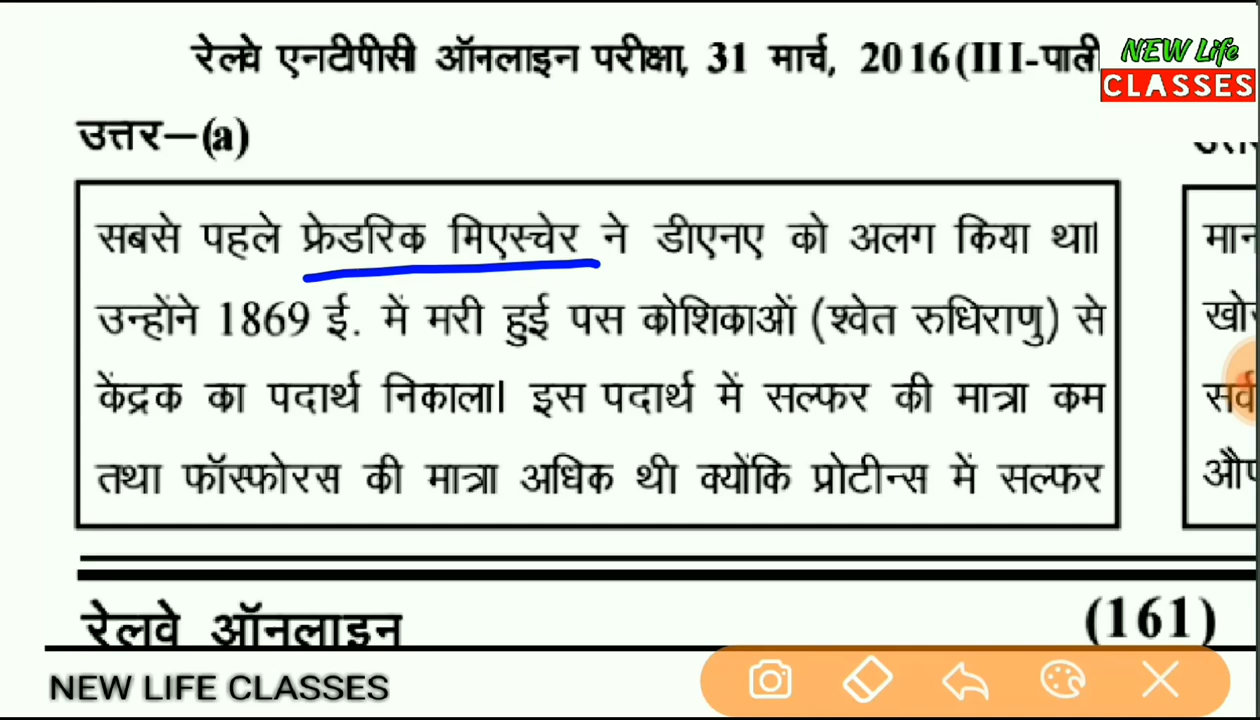 रेलवे एनटीपीसी ऑनलाइन परीक्षा, 31 मार्च, 2016 (III-पाली
NEW Life
CLASSES
उत्तर–(a)
सबसे पहले फ्रेडरिक मिएस्चेर ने डीएनए को अलग किया था।
उन्होंने 1869 ई. में मरी हुई पस कोशिकाओं (श्वेत रुधिराणु) से
केंद्रक का पदार्थ निकाला। इस पदार्थ में सल्फर की मात्रा कम
तथा फॉस्फोरस की मात्रा अधिक थी क्योंकि प्रोटीन्स में सल्फर
रेलवे ऑनलाइन
(161)
NEW LIFE CLASSES